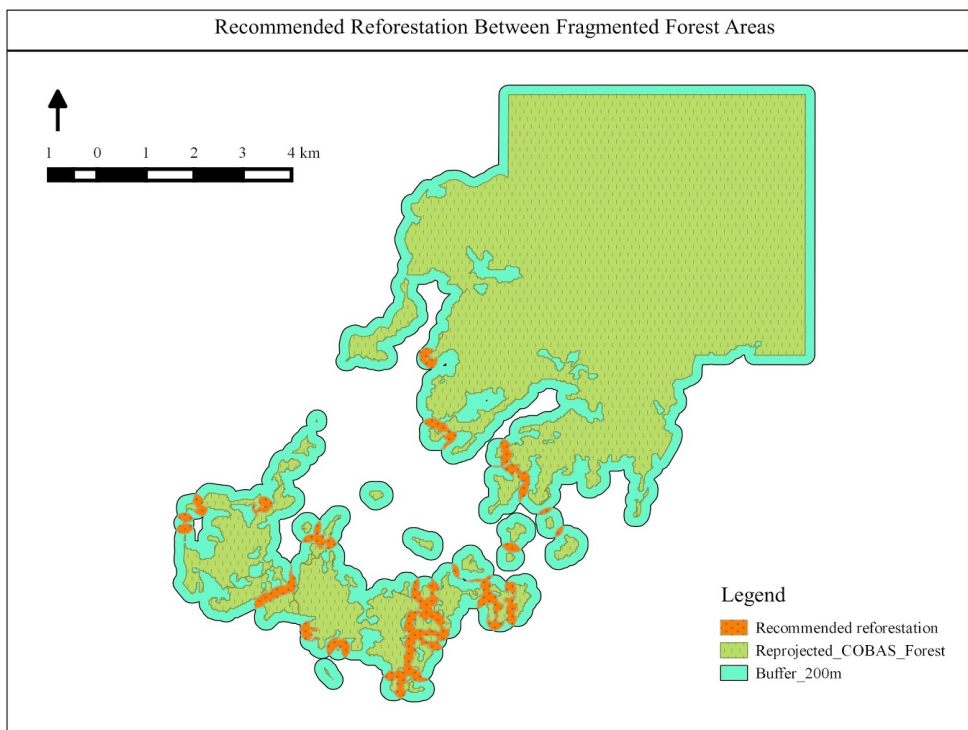 Recommended Reforestation Between Fragmented Forest Areas
1 0 1 2 3 4 km
Legend
Recommended reforestation
Reprojected_COBAS_Forest
Buffer_200m